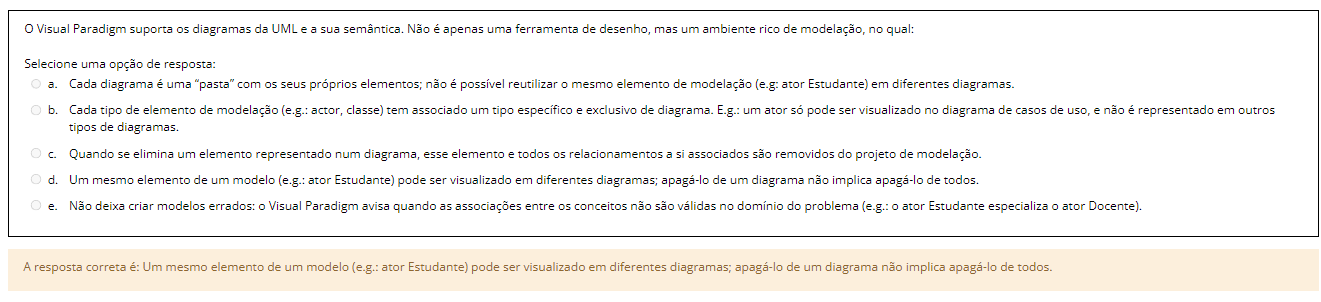 O Visual Paradigm suporta os diagramas da UML e a sua semântica. Não é apenas uma ferramenta de desenho, mas um ambiente rico de modelação, no qual:
Selecione uma opção de resposta:
a. Cada diagrama é uma “pasta” com os seus próprios elementos; não é possível reutilizar o mesmo elemento de modelação (e.g: ator Estudante) em diferentes diagramas.
b. Cada tipo de elemento de modelação (e.g.: actor, classe) tem associado um tipo específico e exclusivo de diagrama. E.g.: um ator só pode ser visualizado no diagrama de casos de uso, e não é representado em outros
tipos de diagramas.
c. Quando se elimina um elemento representado num diagrama, esse elemento e todos os relacionamentos a si associados são removidos do projeto de modelação.
d. Um mesmo elemento de um modelo (e.g.: ator Estudante) pode ser visualizado em diferentes diagramas; apagá-lo de um diagrama não implica apagá-lo de todos.
e. Não deixa criar modelos errados: o Visual Paradigm avisa quando as associações entre os conceitos não são válidas no domínio do problema (e.g.: o ator Estudante especializa o ator Docente).
A resposta correta é: Um mesmo elemento de um modelo (e.g.: ator Estudante) pode ser visualizado em diferentes diagramas; apagá-lo de um diagrama não implica apagá-lo de todos.